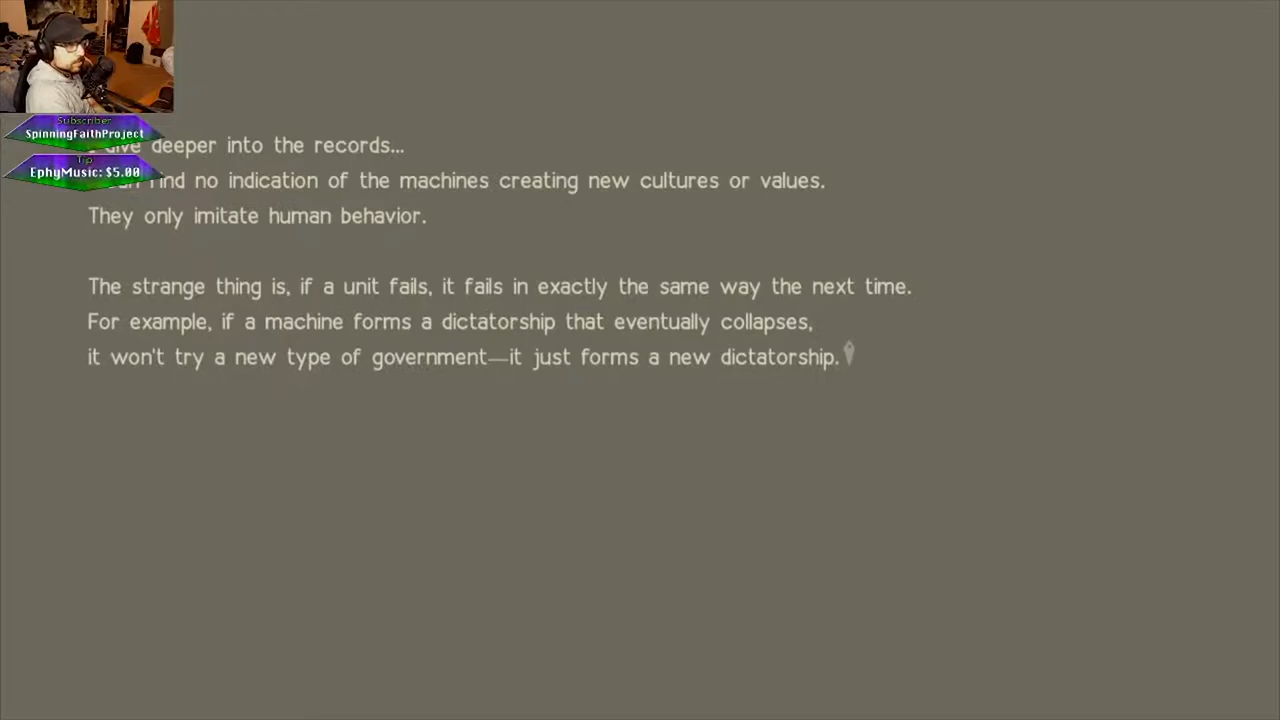 Subscriber
SpinningFaithProject
Tip
EphyMusic: $5.00
dive deeper into the records...
find no indication of the machines creating new cultures or values.
They only imitate human behavior.
The strange thing is, if a unit fails, it fails in exactly the same way the next time.
For example, if a machine forms a dictatorship that eventually collapses,
it won't try a new type of government—it just forms a new dictatorship.